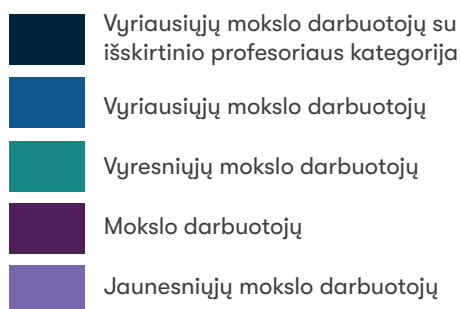 Vyriausiųjų mokslo darbuotojų su
išskirtinio profesoriaus kategorija
Vyriausiųjų mokslo darbuotojų
Vyresniųjų mokslo darbuotojų
Mokslo darbuotojų
Jaunesniųjų mokslo darbuotojų